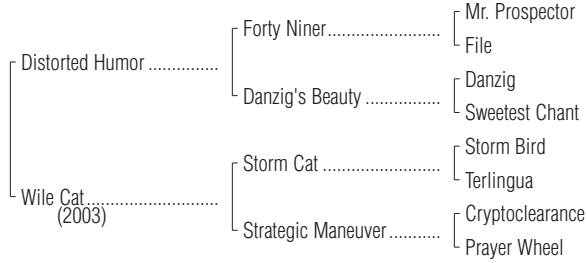 Mr. Prospector
Forty Niner
File
Distorted Humor
Danzig
Danzig's Beauty
Sweetest Chant
Storm Bird
Storm Cat
Terlingua
Wile Cat
(2003)
Cryptoclearance
Strategic Maneuver
Prayer Wheel